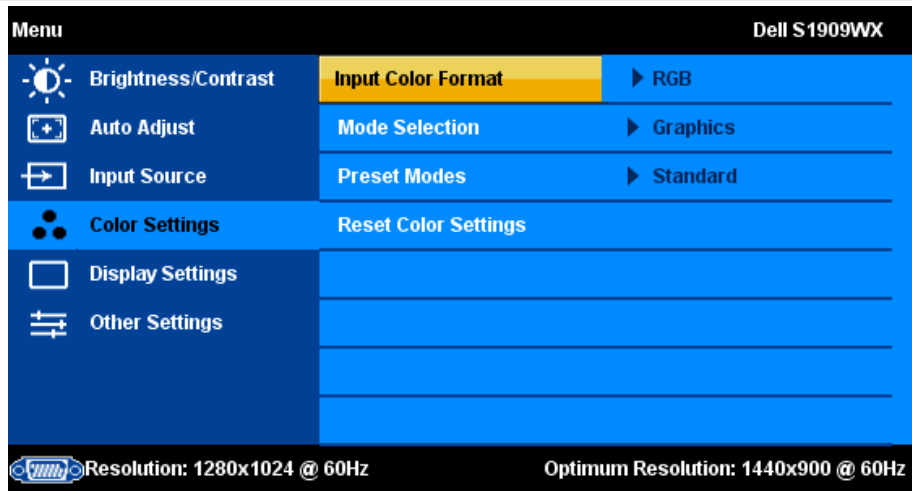 Menu Dell S1909WX
Brightness/Contrast Input Color Format RGB
Auto Adjust Mode Selection Graphics
Input Source Preset Modes Standard
Color Settings Reset Color Settings
Display Settings
Other Settings
Resolution: 1280x1024 @ 60Hz Optimum Resolution: 1440x900 @ 60Hz